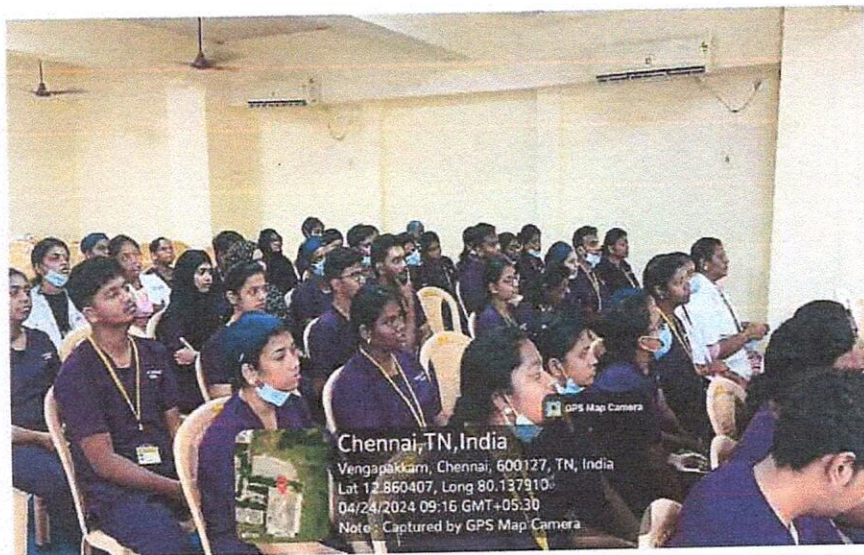 GPS Map Camera
Chennai,TN,India
Vengapakkam, Chennai, 600127, TN, India
Lat 12.860407, Long 80.137910
04/24/2024 09:16 GMT+05:30
Note : Captured by GPS Map Camera